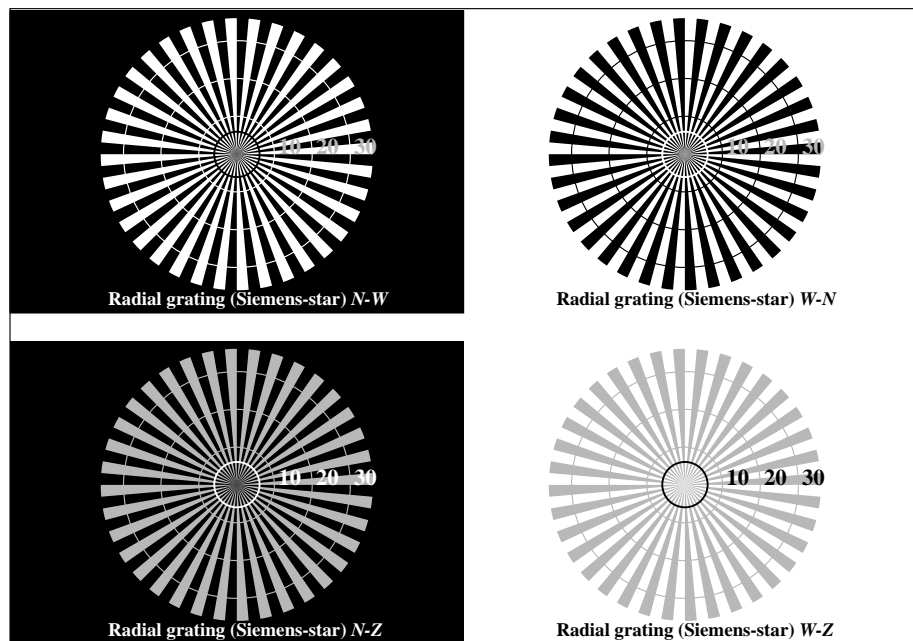 10 20 30
Radial grating (Siemens-star) N-W
10 20 30
Radial grating (Siemens-star) W-N
10 20 30
Radial grating (Siemens-star) N-Z
10 20 30
Radial grating (Siemens-star) W-Z